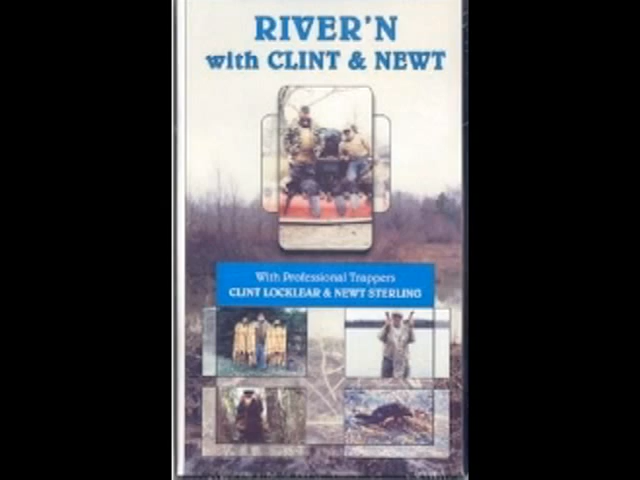 RIVER'N
with CLINT & NEWT
With Professional Trappers
CLINT LOCKLEAR & NEWT STERLING